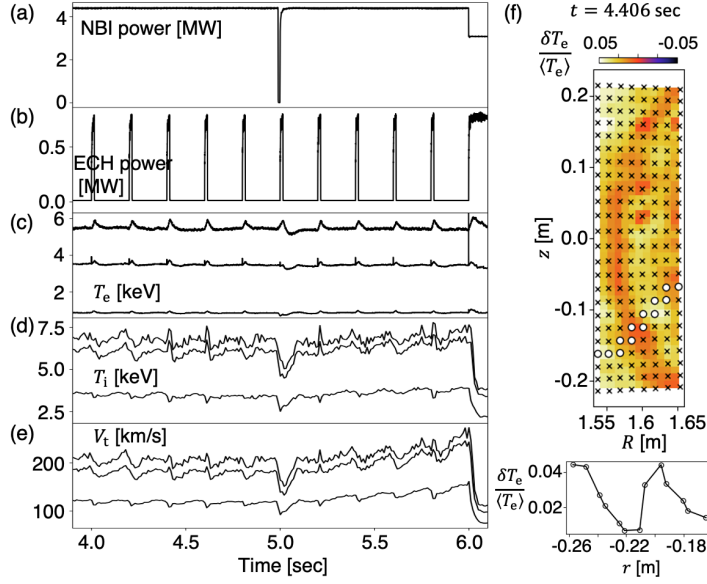 (a)
4
2
0
NBI power [MW]
(b)
0.5
0.0
ECH power
[MW]
(c)
6
4
2
Tₑ [keV]
(d)
7.5
5.0
2.5
Tᵢ [keV]
(e)
200
100
Vₜ [km/s]
4.0 4.5 5.0 5.5 6.0
Time [sec]
(f)
t = 4.406 sec
δTₑ
⟨Tₑ⟩
0.05 -0.05
0.2
0.1
0.0
-0.1
-0.2
z [m]
1.55 1.6 1.65
R [m]
δTₑ
⟨Tₑ⟩
0.04
0.02
-0.26 -0.22 -0.18
r [m]